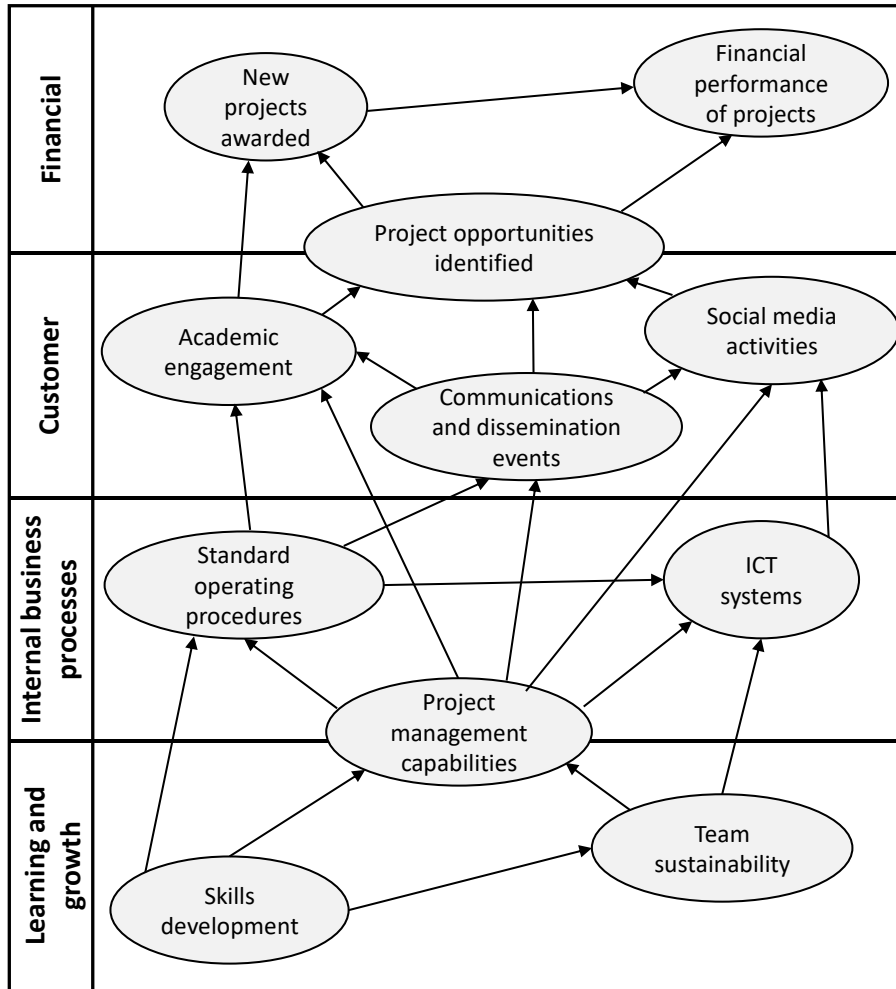 Financial
New
projects
awarded
Financial
performance
of projects
Project opportunities
identified
Customer
Academic
engagement
Social media
activities
Communications
and dissemination
events
Internal business
processes
Standard
operating
procedures
ICT
systems
Project
management
capabilities
Learning and
growth
Team
sustainability
Skills
development